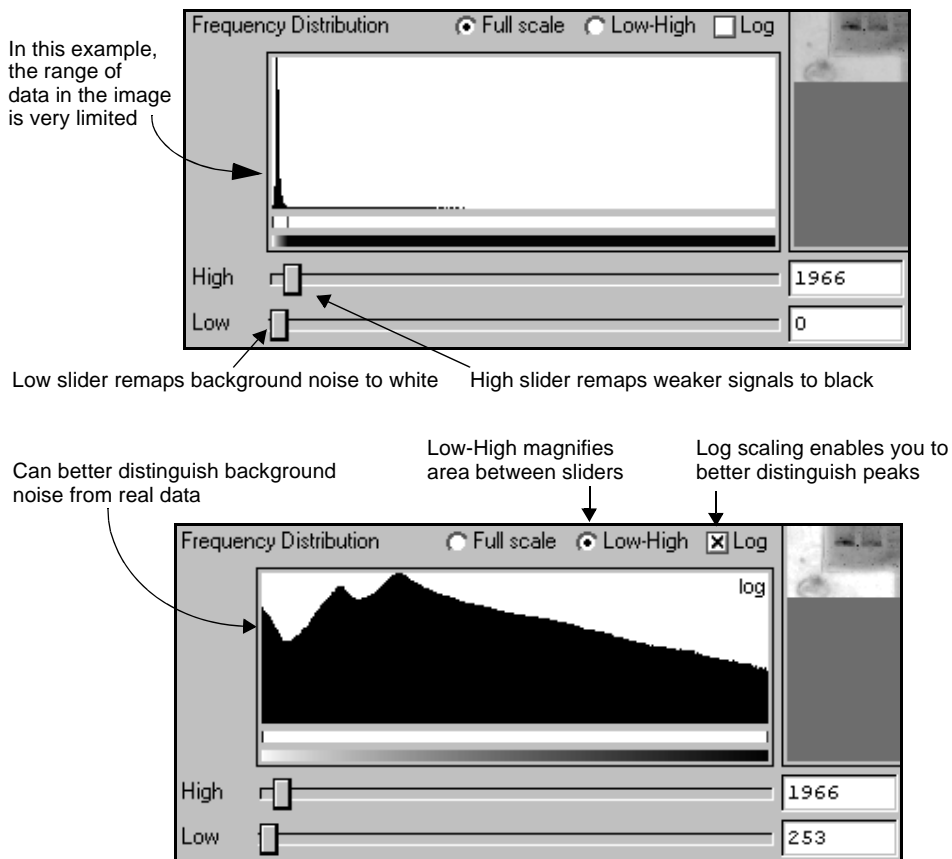 Frequency Distribution Full scale Low-High Log
In this example,
the range of
data in the image
is very limited
High 1966
Low 0
Low slider remaps background noise to white High slider remaps weaker signals to black
Can better distinguish background
noise from real data
Low-High magnifies
area between sliders
Log scaling enables you to
better distinguish peaks
Frequency Distribution Full scale Low-High Log
log
High 1966
Low 253